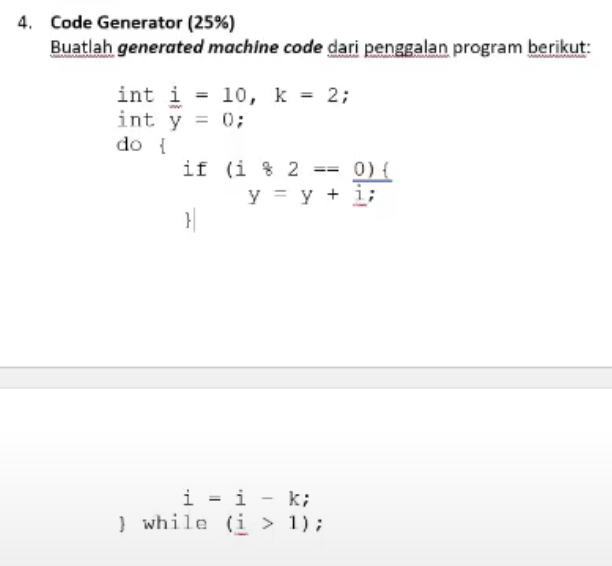 4. Code Generator (25%)
Buatlah generated machine code dari penggalan program berikut:
int i = 10, k = 2;
int y = 0;
do {
if (i % 2 == 0){
y = y + i;
}
i = i - k;
} while (i > 1);